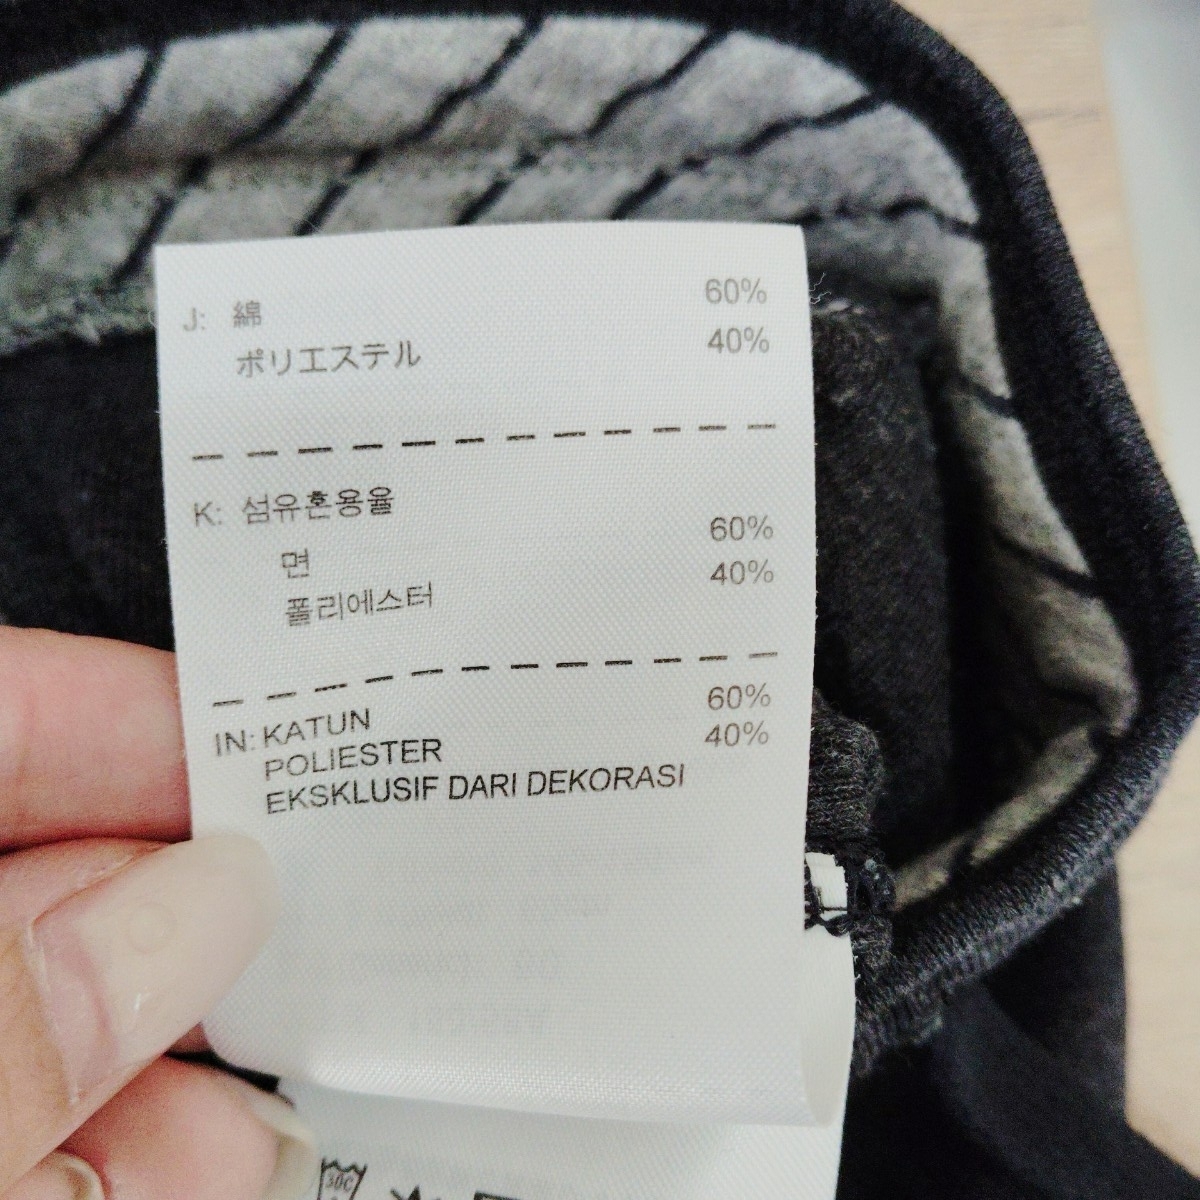 J: 綿 60%
ポリエステル 40%
K: 섬유혼용율
면 60%
폴리에스터 40%
IN: KATUN 60%
POLIESTER 40%
EKSKLUSIF DARI DEKORASI
30C